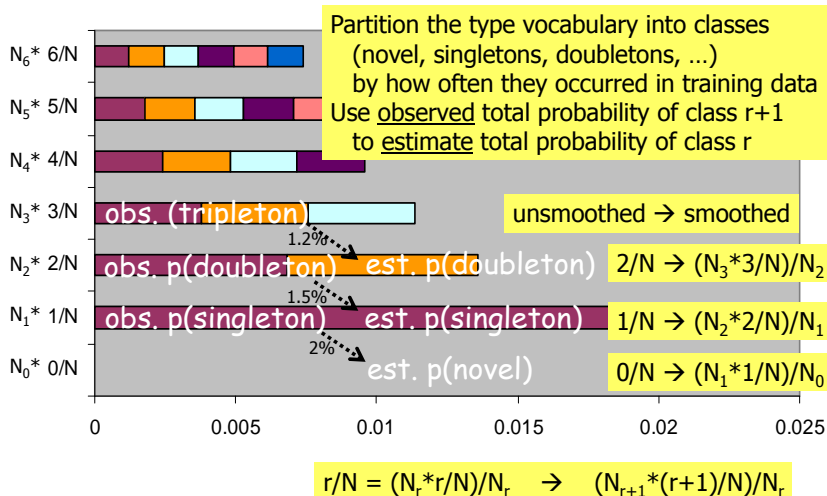 Partition the type vocabulary into classes
(novel, singletons, doubletons, …)
by how often they occurred in training data
Use observed total probability of class r+1
to estimate total probability of class r
N₆* 6/N
N₅* 5/N
N₄* 4/N
N₃* 3/N
obs. (tripleton)
unsmoothed → smoothed
1.2%
N₂* 2/N
obs. p(doubleton)
est. p(doubleton)
2/N → (N₃*3/N)/N₂
1.5%
N₁* 1/N
obs. p(singleton)
est. p(singleton)
1/N → (N₂*2/N)/N₁
2%
N₀* 0/N
est. p(novel)
0/N → (N₁*1/N)/N₀
0 0.005 0.01 0.015 0.02 0.025
r/N = (Nᵣ*r/N)/Nᵣ → (Nᵣ₊₁*(r+1)/N)/Nᵣ